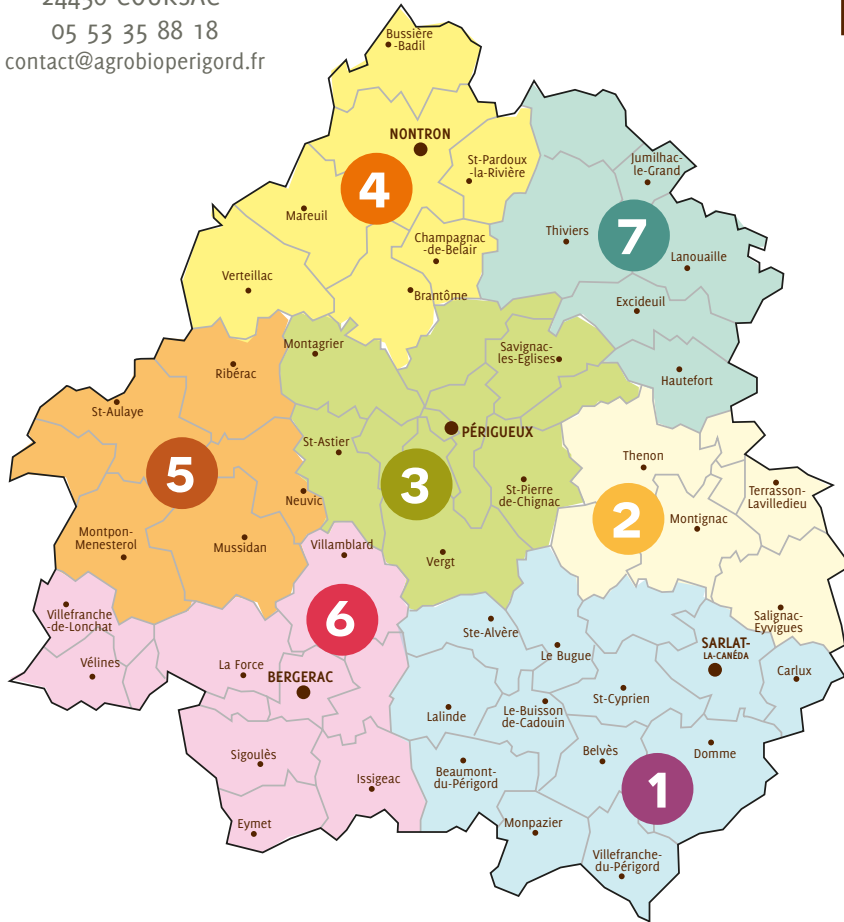 05 53 35 88 18
contact@agrobioperigord.fr
Bussière
-Badil
NONTRON
St-Pardoux
-la-Rivière
4
Mareuil
Jumilhac-
le-Grand
Thiviers
7
Lanouaille
Champagnac
-de-Belair
Verteillac
Brantôme
Excideuil
Montagrier
Savignac-
les-Eglises
Ribérac
Hautefort
St-Aulaye
St-Astier
PÉRIGUEUX
Thenon
5
3
Neuvic
St-Pierre
de-Chignac
2
Terrasson-
Lavilledieu
Montignac
Montpon-
Menesterol
Mussidan
Villamblard
Vergt
6
Villefranche
-de-Lonchat
Salignac-
Eyvigues
Ste-Alvère
Le Bugue
SARLAT-
LA-CANÉDA
Carlux
Vélines
La Force
BERGERAC
St-Cyprien
Lalinde
Le-Buisson
de-Cadouin
Sigoulès
Issigeac
Beaumont-
du-Périgord
Belvès
Domme
1
Eymet
Monpazier
Villefranche-
du-Périgord